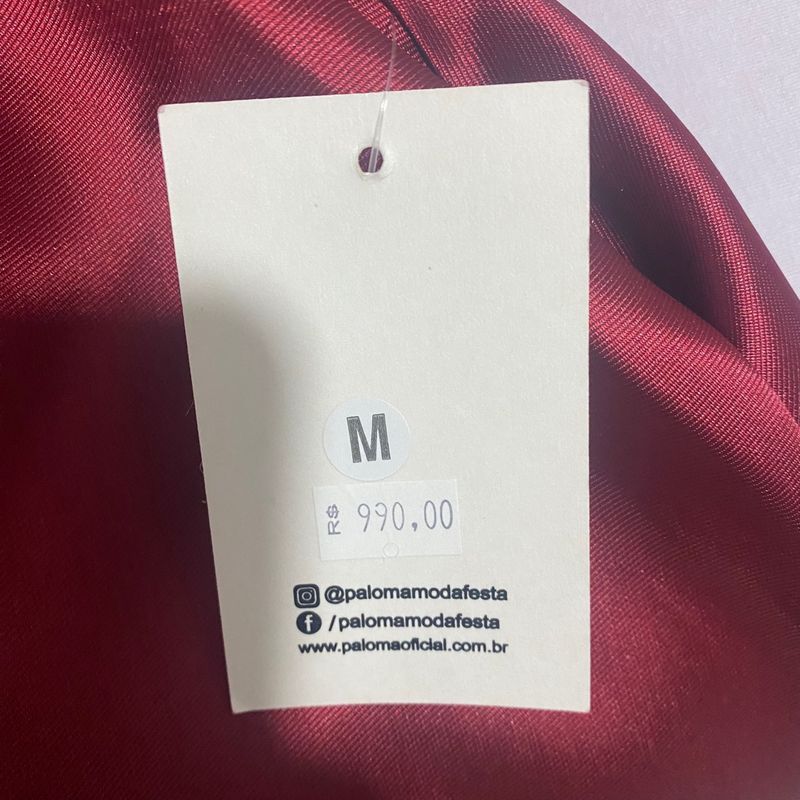 M
R$ 990,00
@palomamodafesta
/palomamodafesta
www.palomaoficial.com.br